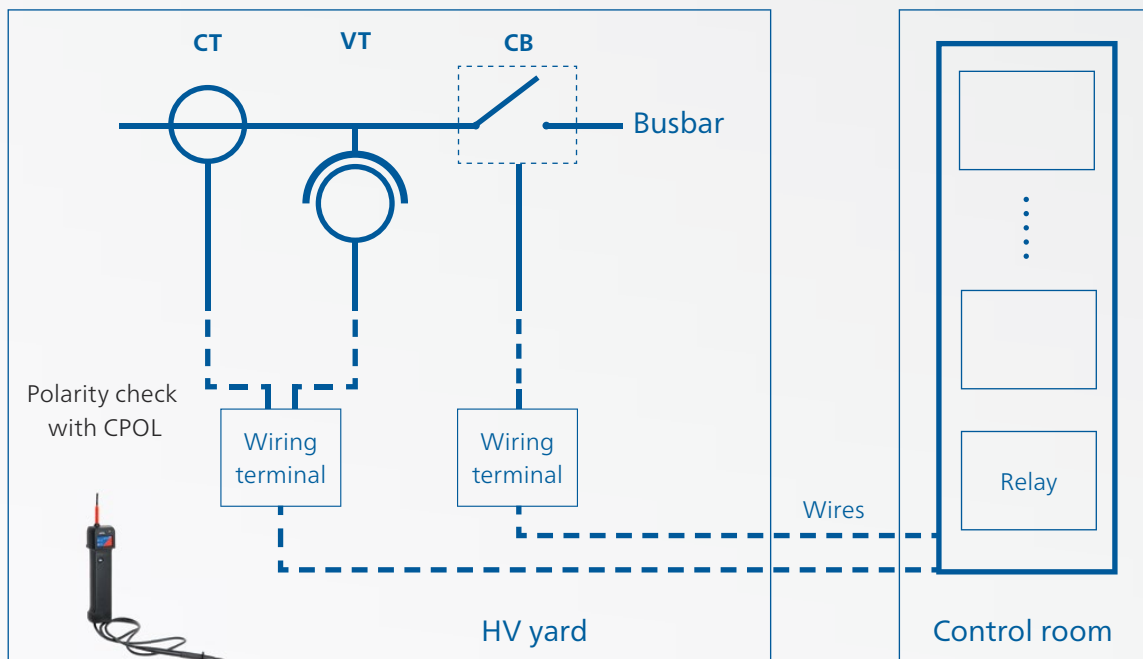 CT
VT
CB
Busbar
Polarity check
with CPOL
Wiring
terminal
Wiring
terminal
Relay
Wires
HV yard
Control room